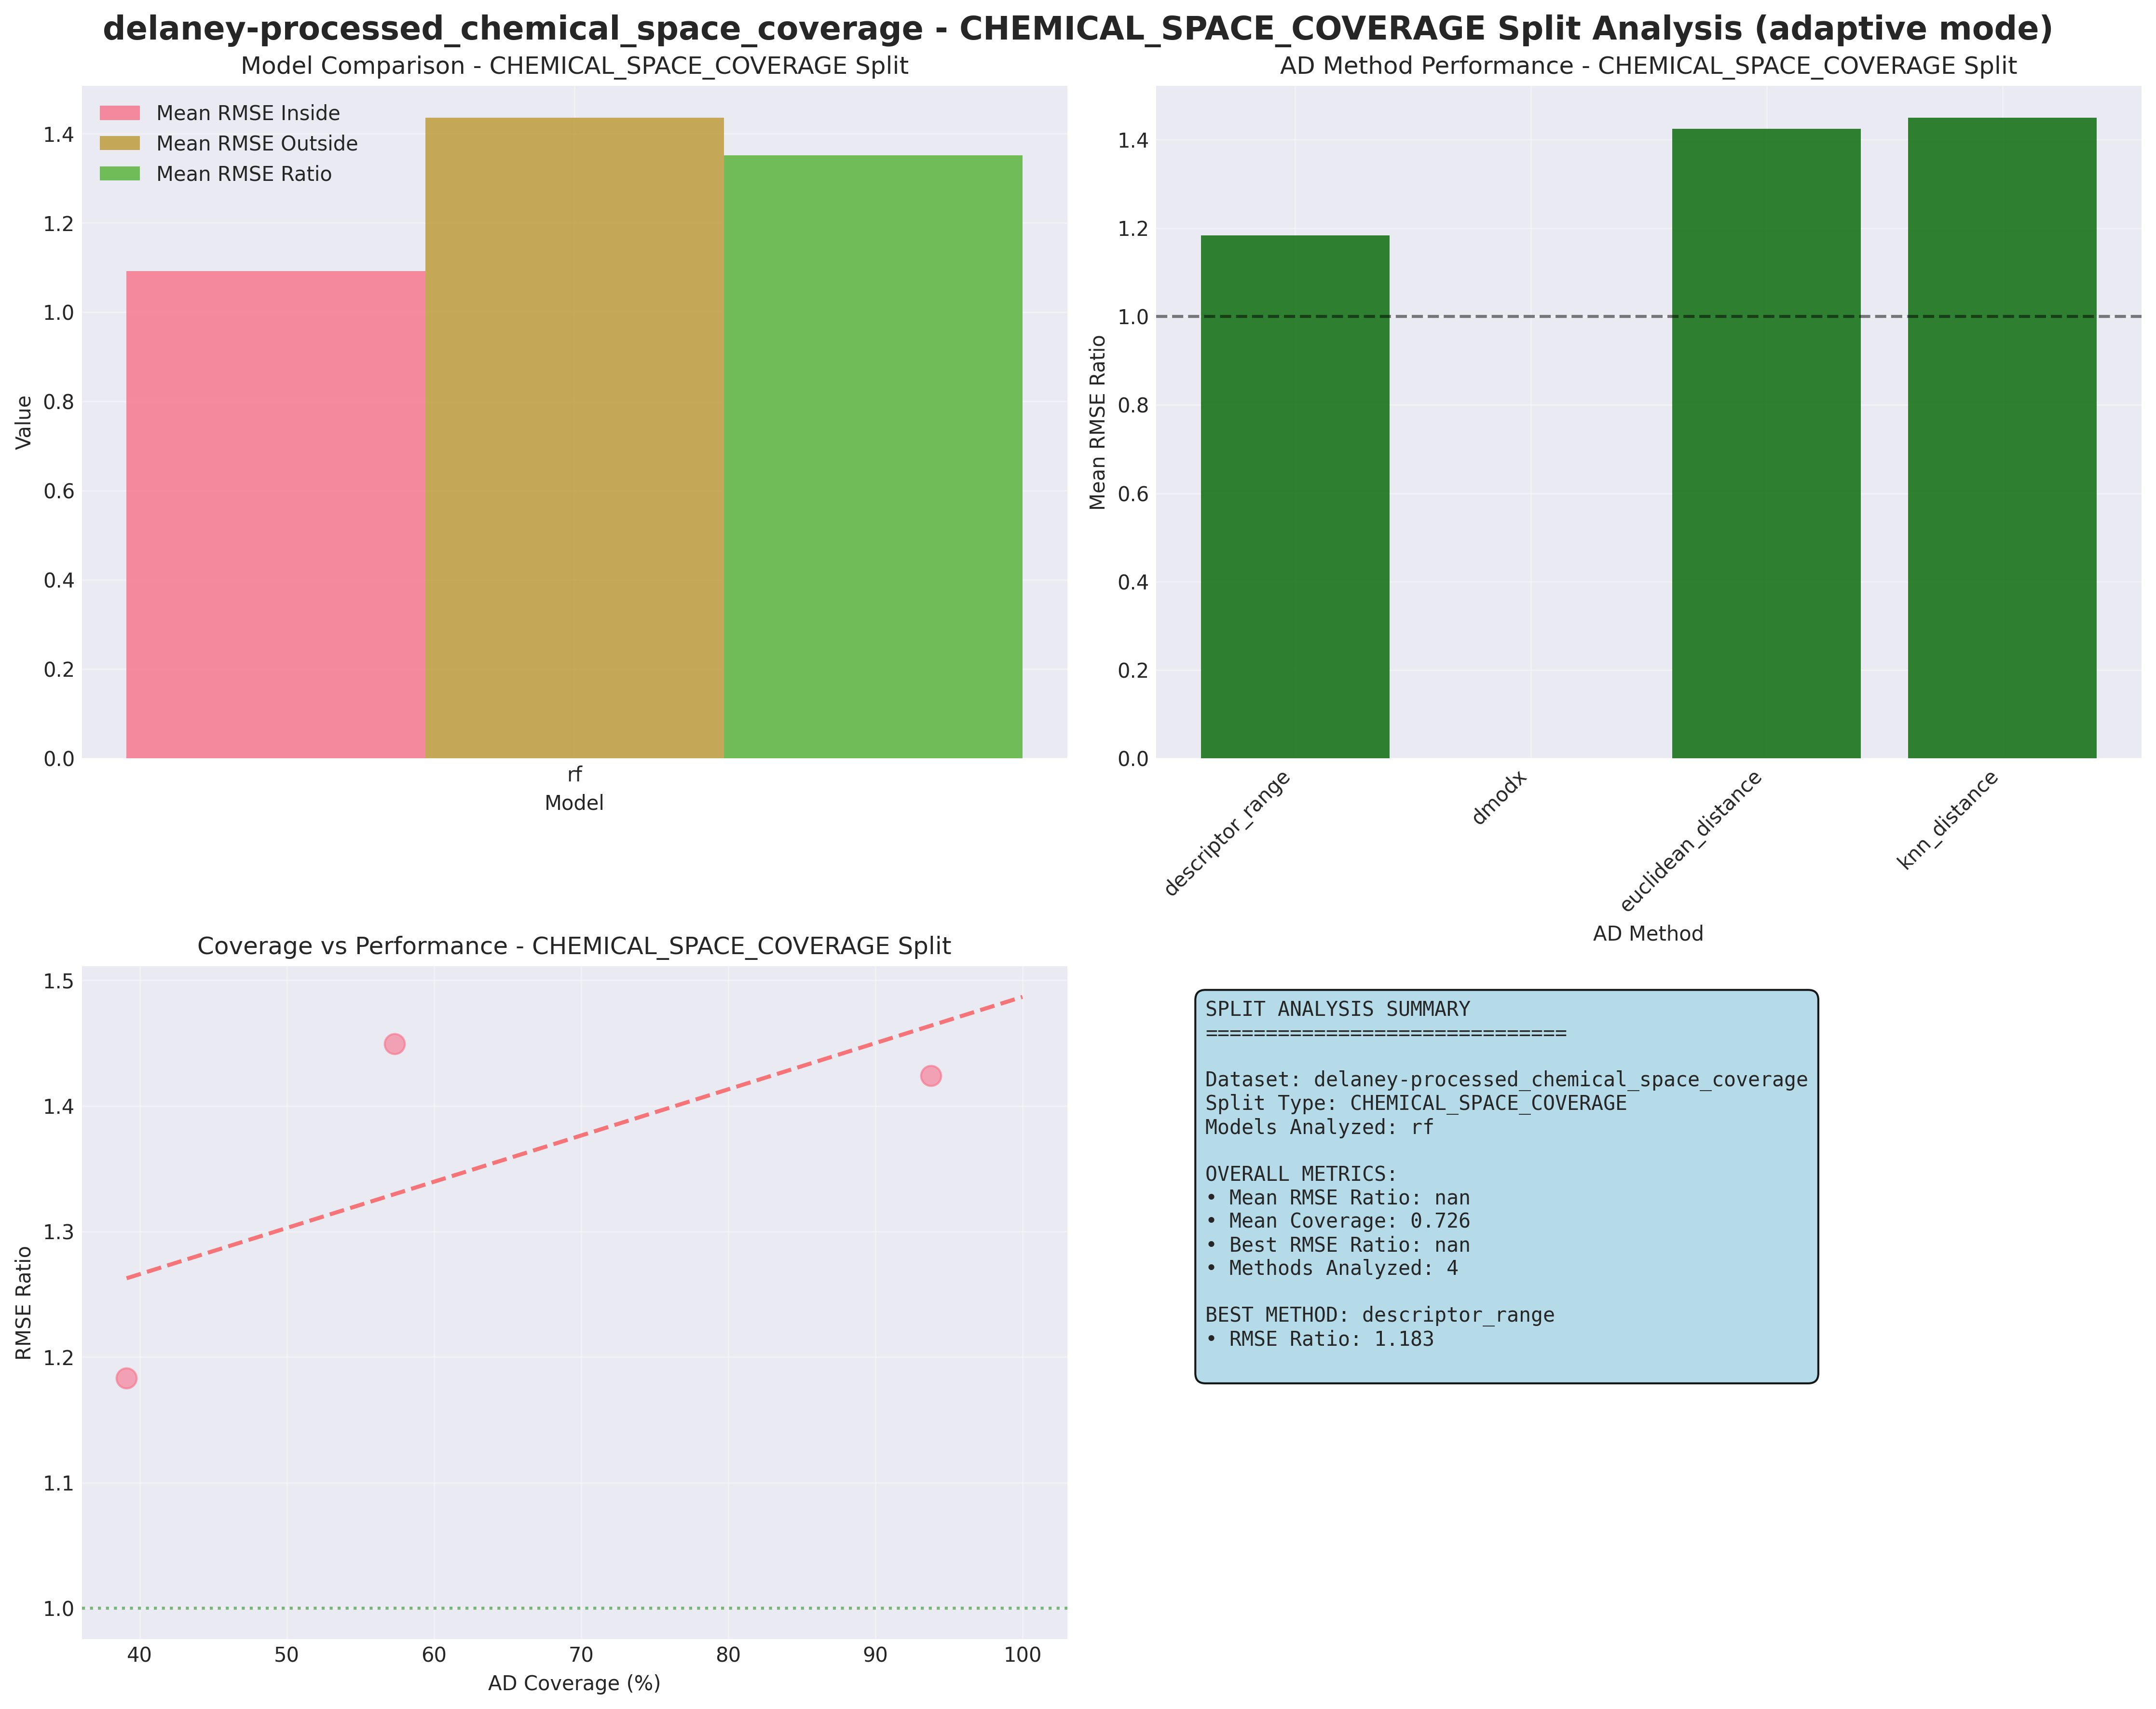 delaney-processed_chemical_space_coverage - CHEMICAL_SPACE_COVERAGE Split Analysis (adaptive mode)
Model Comparison - CHEMICAL_SPACE_COVERAGE Split
Mean RMSE Inside
Mean RMSE Outside
Mean RMSE Ratio
Value
1.4
1.2
1.0
0.8
0.6
0.4
0.2
0.0
rf
Model
AD Method Performance - CHEMICAL_SPACE_COVERAGE Split
Mean RMSE Ratio
1.4
1.2
1.0
0.8
0.6
0.4
0.2
0.0
descriptor_range
dmodx
euclidean_distance
knn_distance
AD Method
Coverage vs Performance - CHEMICAL_SPACE_COVERAGE Split
RMSE Ratio
1.5
1.4
1.3
1.2
1.1
1.0
40 50 60 70 80 90 100
AD Coverage (%)
SPLIT ANALYSIS SUMMARY
==============================
Dataset: delaney-processed_chemical_space_coverage
Split Type: CHEMICAL_SPACE_COVERAGE
Models Analyzed: rf
OVERALL METRICS:
• Mean RMSE Ratio: nan
• Mean Coverage: 0.726
• Best RMSE Ratio: nan
• Methods Analyzed: 4
BEST METHOD: descriptor_range
• RMSE Ratio: 1.183